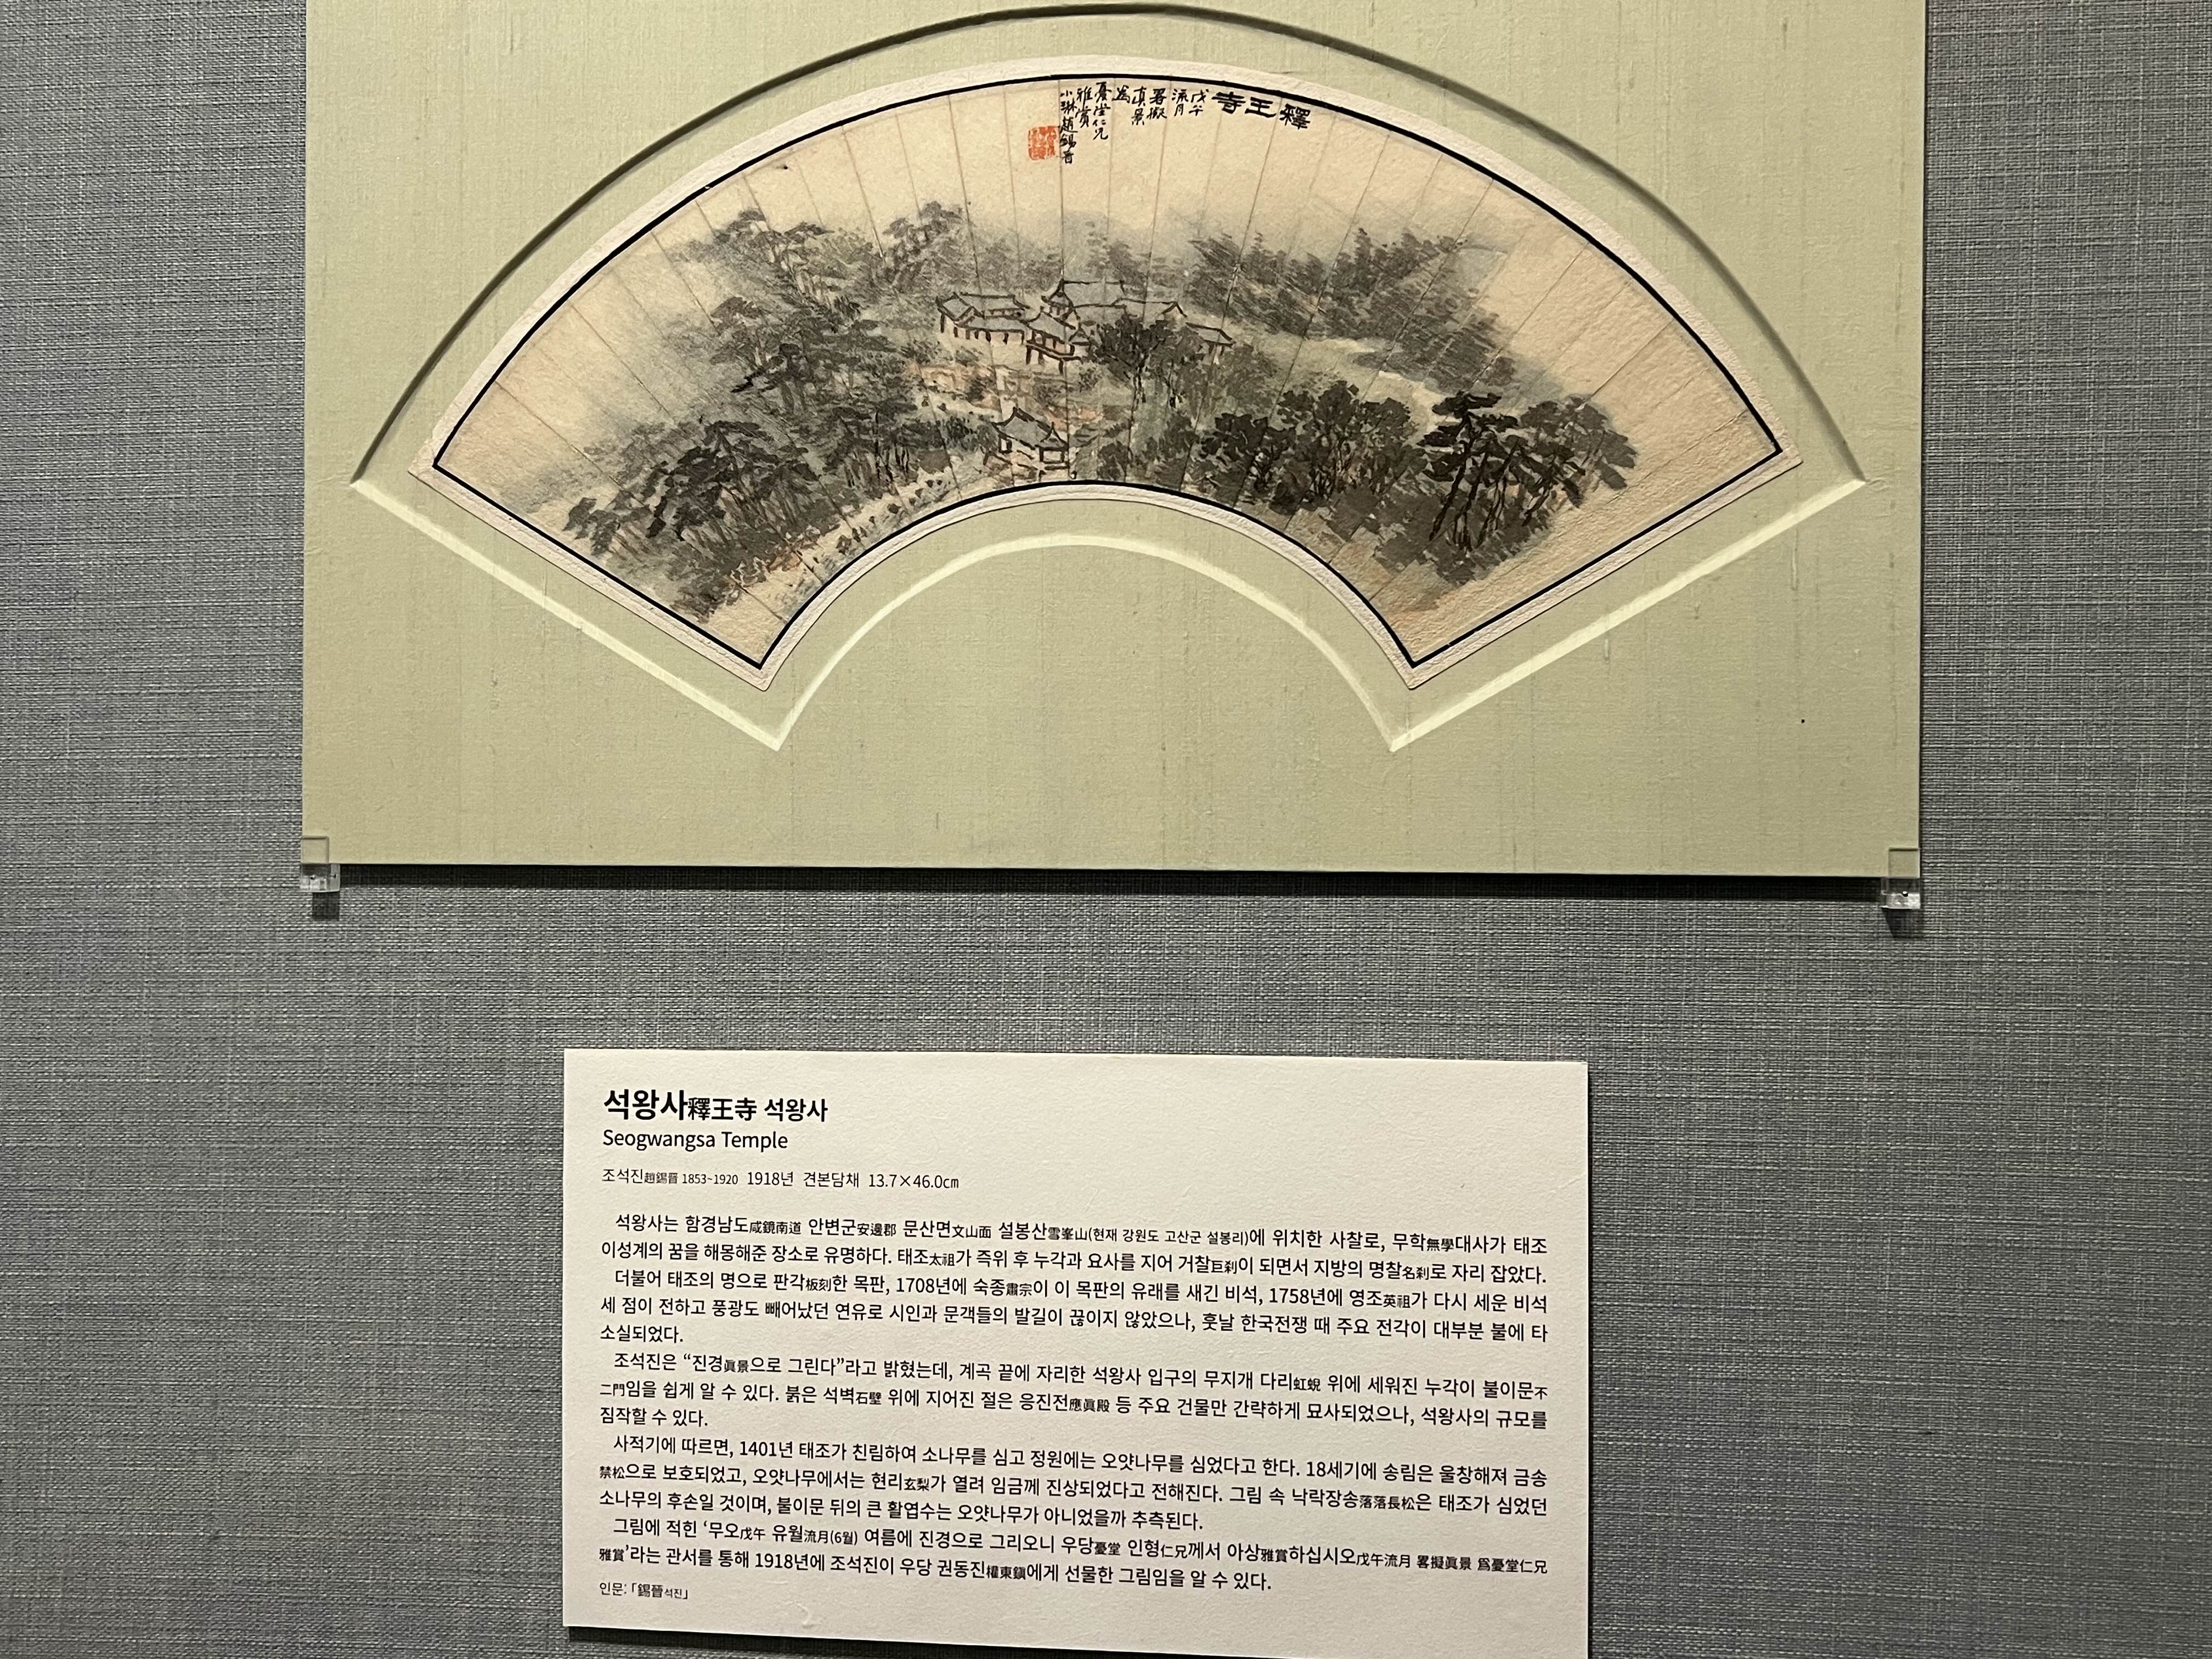 釋王寺
戊午
流月
畧擬
眞景
爲
憂堂仁兄
雅賞
小琳趙錫晋
석왕사釋王寺 석왕사
Seogwangsa Temple
조석진趙錫晉 1853~1920 1918년 견본담채 13.7×46.0㎝
석왕사는 함경남도咸鏡南道 안변군安邊郡 문산면文山面 설봉산雪峯山(현재 강원도 고산군 설봉리)에 위치한 사찰로, 무학無學대사가 태조
이성계의 꿈을 해몽해준 장소로 유명하다. 태조太祖가 즉위 후 누각과 요사를 지어 거찰巨刹이 되면서 지방의 명찰名刹로 자리 잡았다.
더불어 태조의 명으로 판각板刻한 목판, 1708년에 숙종肅宗이 이 목판의 유래를 새긴 비석, 1758년에 영조英祖가 다시 세운 비석
세 점이 전하고 풍광도 빼어났던 연유로 시인과 문객들의 발길이 끊이지 않았으나, 훗날 한국전쟁 때 주요 전각이 대부분 불에 타
소실되었다.
조석진은 “진경眞景으로 그린다”라고 밝혔는데, 계곡 끝에 자리한 석왕사 입구의 무지개 다리虹蜺 위에 세워진 누각이 불이문不
二門임을 쉽게 알 수 있다. 붉은 석벽石壁 위에 지어진 절은 응진전應眞殿 등 주요 건물만 간략하게 묘사되었으나, 석왕사의 규모를
짐작할 수 있다.
사적기에 따르면, 1401년 태조가 친림하여 소나무를 심고 정원에는 오얏나무를 심었다고 한다. 18세기에 송림은 울창해져 금송
禁松으로 보호되었고, 오얏나무에서는 현리玄梨가 열려 임금께 진상되었다고 전해진다. 그림 속 낙락장송落落長松은 태조가 심었던
소나무의 후손일 것이며, 불이문 뒤의 큰 활엽수는 오얏나무가 아니었을까 추측된다.
그림에 적힌 ‘무오戊午 유월流月(6월) 여름에 진경으로 그리오니 우당憂堂 인형仁兄께서 아상雅賞하십시오戊午流月 畧擬眞景 爲憂堂仁兄
雅賞’라는 관서를 통해 1918년에 조석진이 우당 권동진權東鎭에게 선물한 그림임을 알 수 있다.
인문: 「錫晉석진」